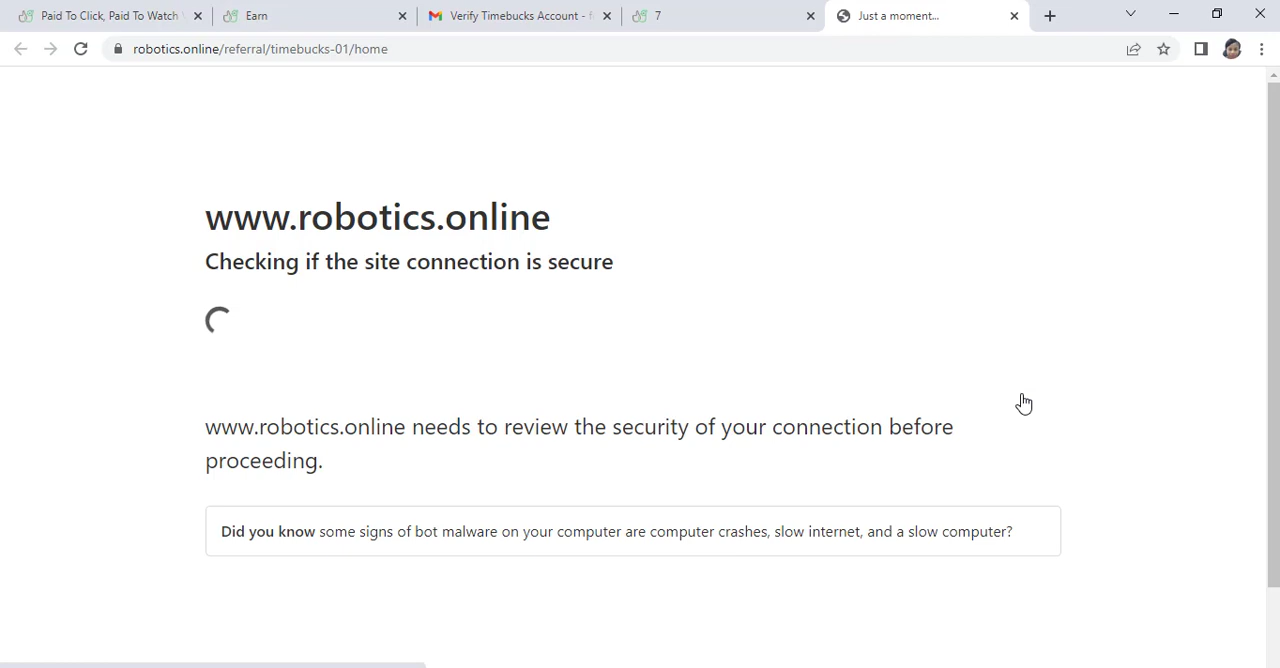 Paid To Click, Paid To Watch
Earn
Verify Timebucks Account -
7
Just a moment...
robotics.online/referral/timebucks-01/home
www.robotics.online
Checking if the site connection is secure
www.robotics.online needs to review the security of your connection before
proceeding.
Did you know some signs of bot malware on your computer are computer crashes, slow internet, and a slow computer?